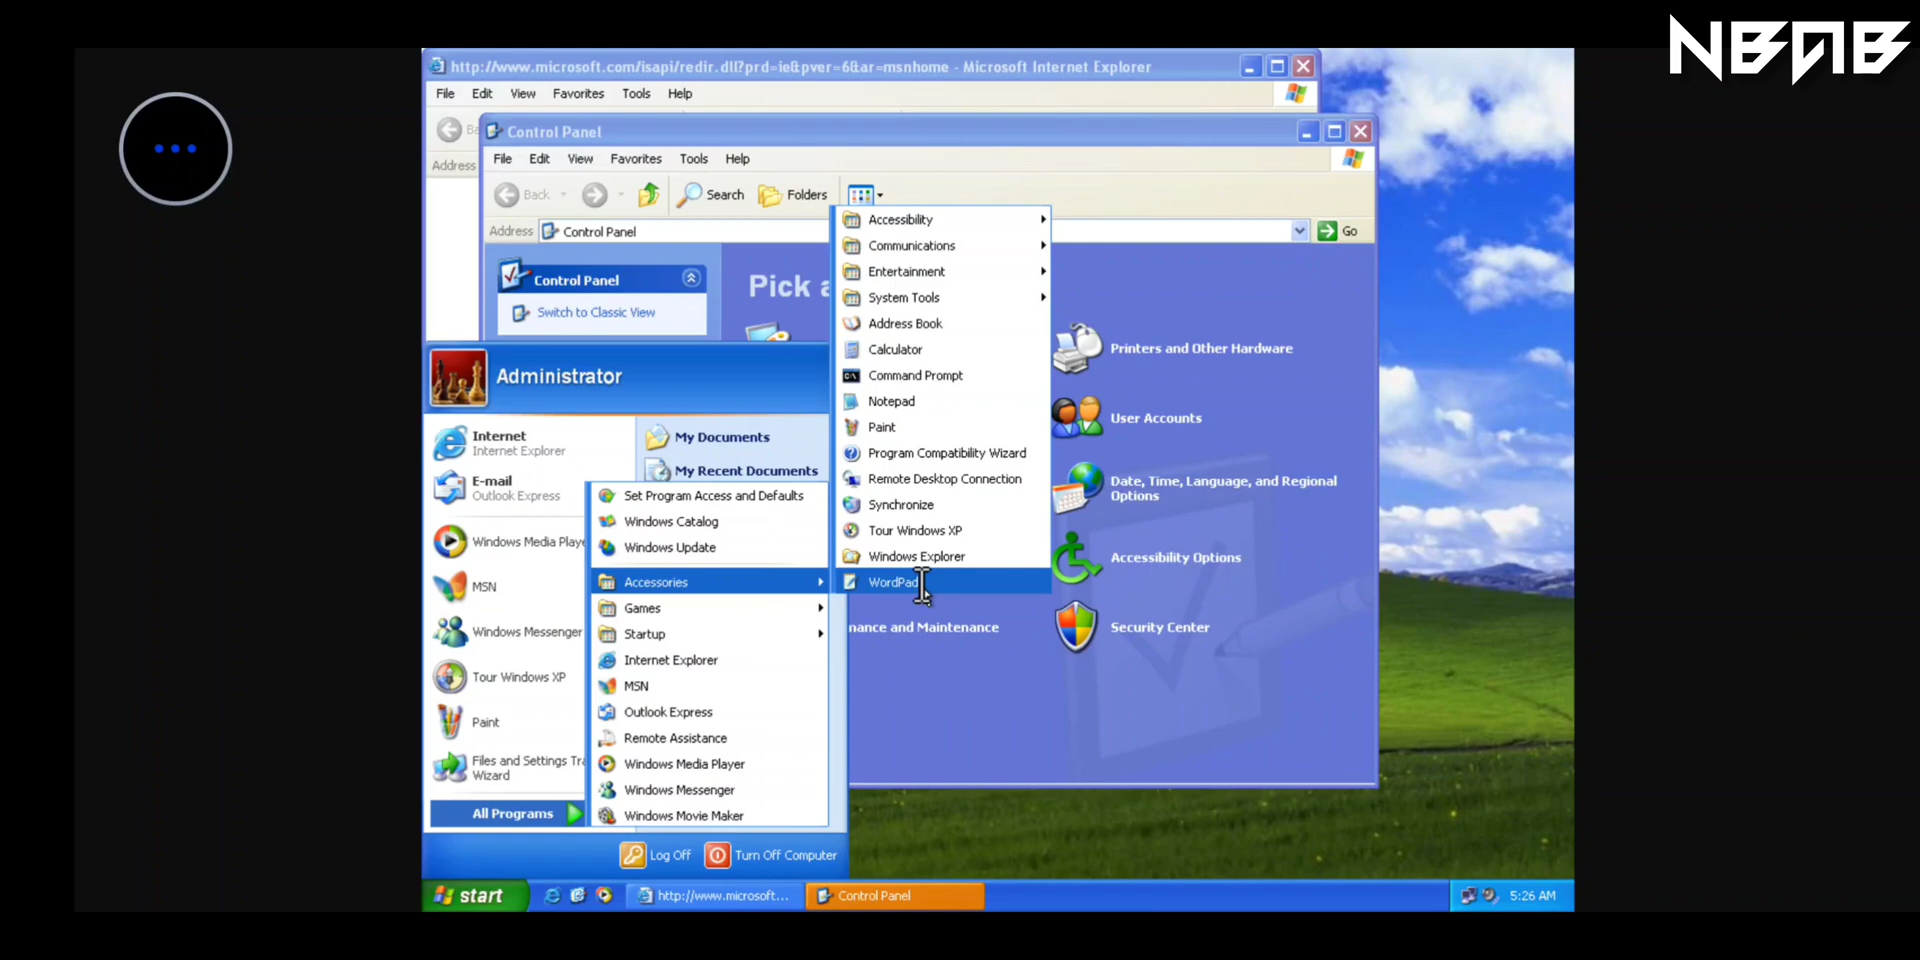 NBAB
http://www.microsoft.com/isapi/redir.dll?prd=ie&pver=6&ar=msnhome - Microsoft Internet Explorer
File Edit View Favorites Tools Help
Address
Control Panel
File Edit View Favorites Tools Help
Back Search Folders
Address Control Panel Go
Control Panel
Switch to Classic View
Pick a
Printers and Other Hardware
User Accounts
Date, Time, Language, and Regional
Options
Accessibility Options
nance and Maintenance
Security Center
Accessibility
Communications
Entertainment
System Tools
Address Book
Calculator
Command Prompt
Notepad
Paint
Program Compatibility Wizard
Remote Desktop Connection
Synchronize
Tour Windows XP
Windows Explorer
WordPad
Administrator
Internet
Internet Explorer
E-mail
Outlook Express
Windows Media Playe
MSN
Windows Messenger
Tour Windows XP
Paint
Files and Settings Tra
Wizard
All Programs
My Documents
My Recent Documents
Set Program Access and Defaults
Windows Catalog
Windows Update
Accessories
Games
Startup
Internet Explorer
MSN
Outlook Express
Remote Assistance
Windows Media Player
Windows Messenger
Windows Movie Maker
Log Off Turn Off Computer
start http://www.microsoft... Control Panel 5:26 AM